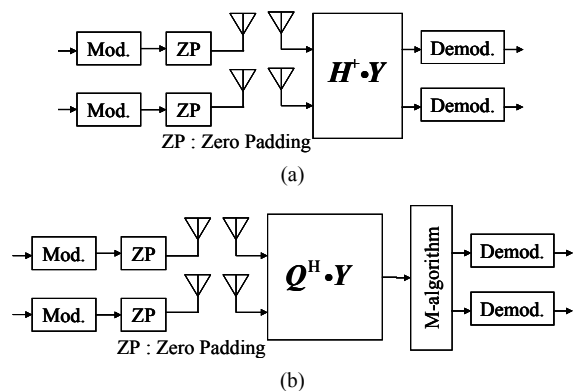 Mod. ZP Demod.
H⁺·Y
Mod. ZP Demod.
ZP : Zero Padding
(a)
Mod. ZP Demod.
Qᴴ·Y
M-algorithm
Mod. ZP Demod.
ZP : Zero Padding
(b)